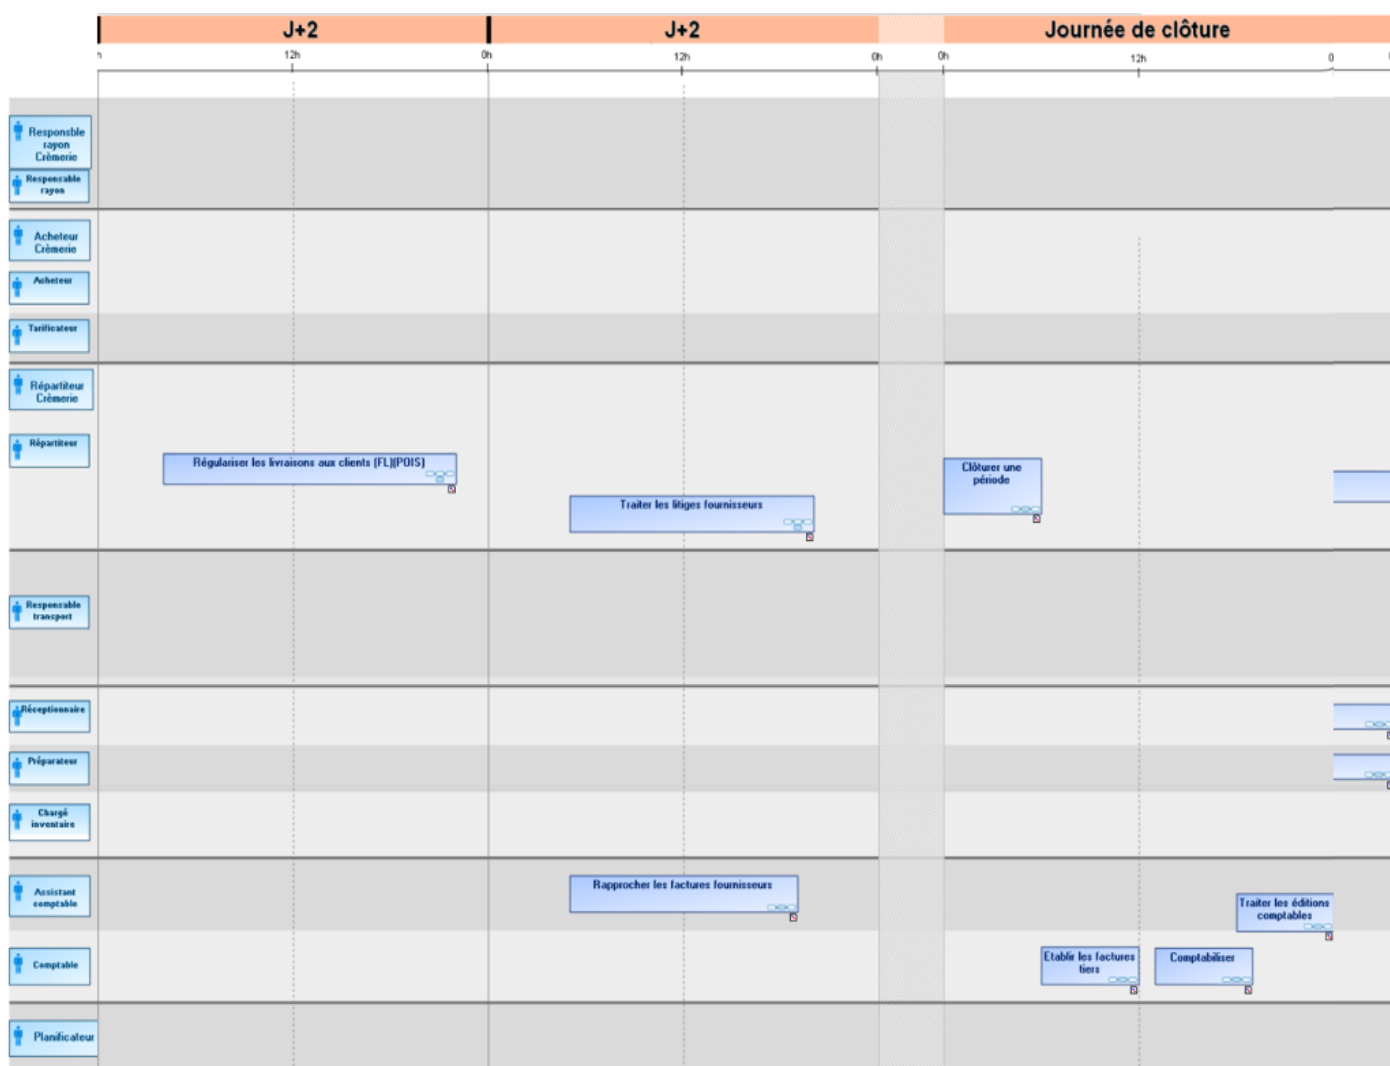 J+2
J+2
Journée de clôture
12h
0h
12h
0h
0h
12h
0
Responsble
rayon
Crèmerie
Responsable
rayon
Acheteur
Crèmerie
Acheteur
Tarificateur
Répartiteur
Crèmerie
Répartiteur
Régulariser les livraisons aux clients (FL)(POIS)
Clôturer une
période
Traiter les litiges fournisseurs
Responsable
transport
Réceptionnaire
Préparateur
Chargé
inventaire
Assistant
comptable
Rapprocher les factures fournisseurs
Traiter les éditions
comptables
Comptable
Etablir les factures
tiers
Comptabiliser
Planificateur